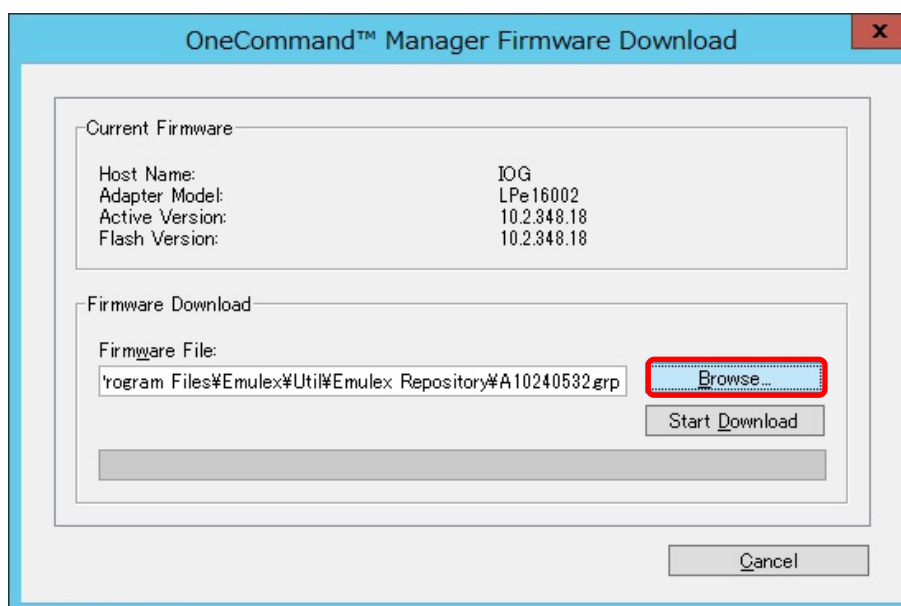 OneCommand™ Manager Firmware Download
x
Current Firmware
Host Name: IOG
Adapter Model: LPe16002
Active Version: 10.2.348.18
Flash Version: 10.2.348.18
Firmware Download
Firmware File:
'rogram Files¥Emulex¥Util¥Emulex Repository¥A10240532.grp
Browse...
Start Download
Cancel